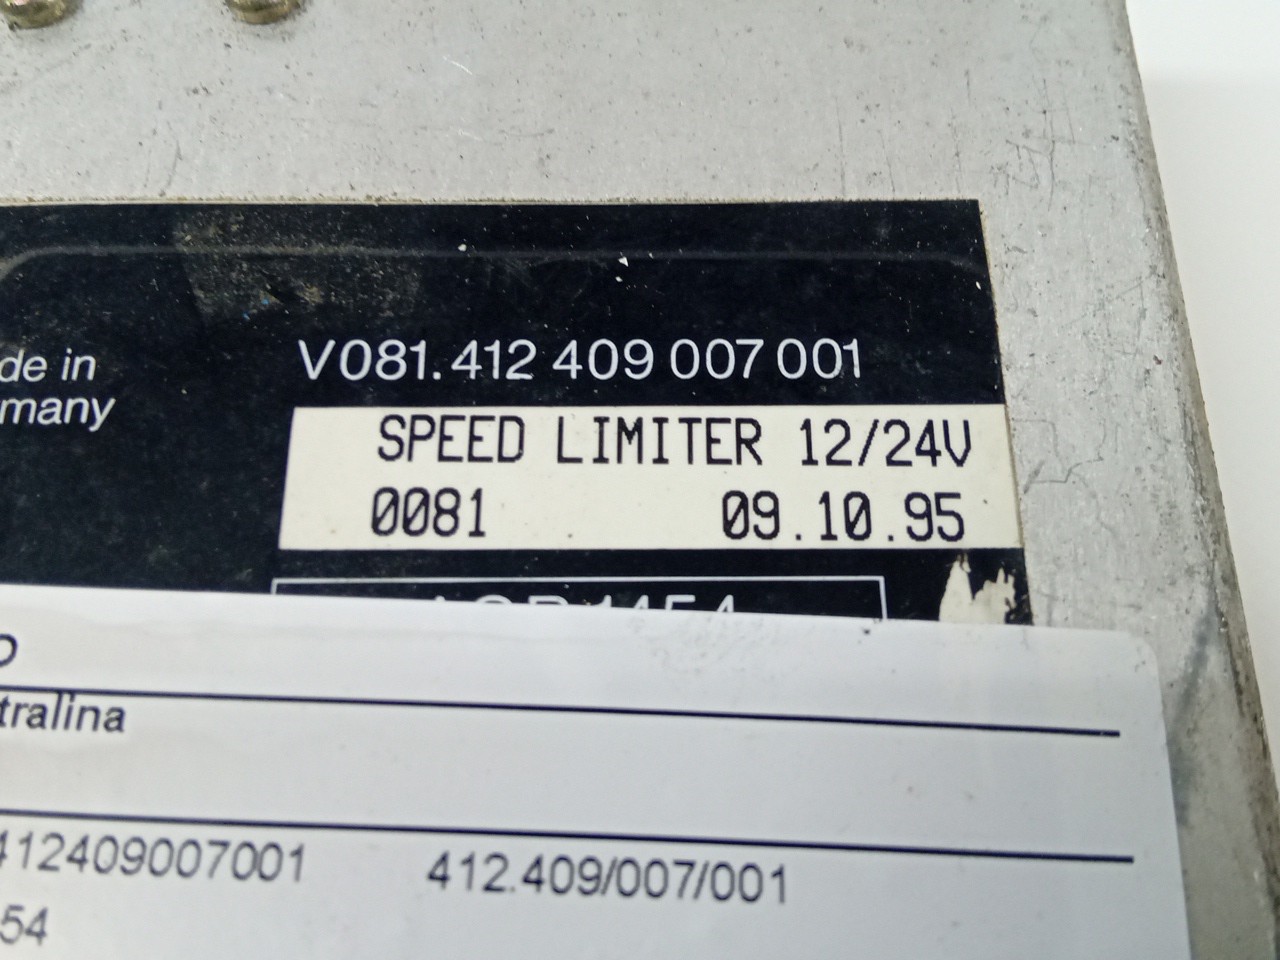 de in
many
V081.412 409 007 001
SPEED LIMITER 12/24V
0081 09.10.95
1454
tralina
412409007001 412.409/007/001
54